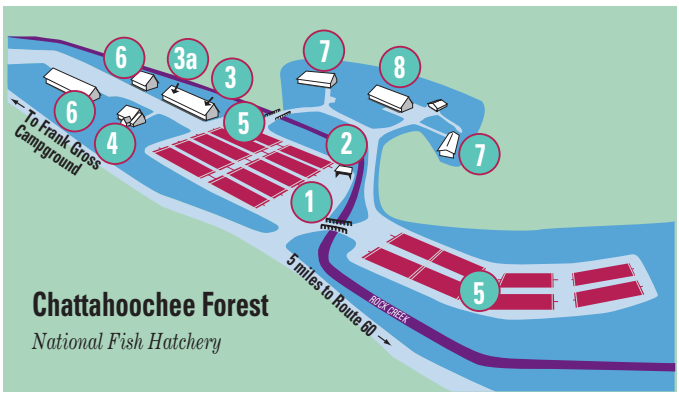 6
3a
3
7
8
6
4
5
2
7
To Frank Gross
Campground
1
5
5 miles to Route 60
ROCK CREEK
Chattahoochee Forest
National Fish Hatchery